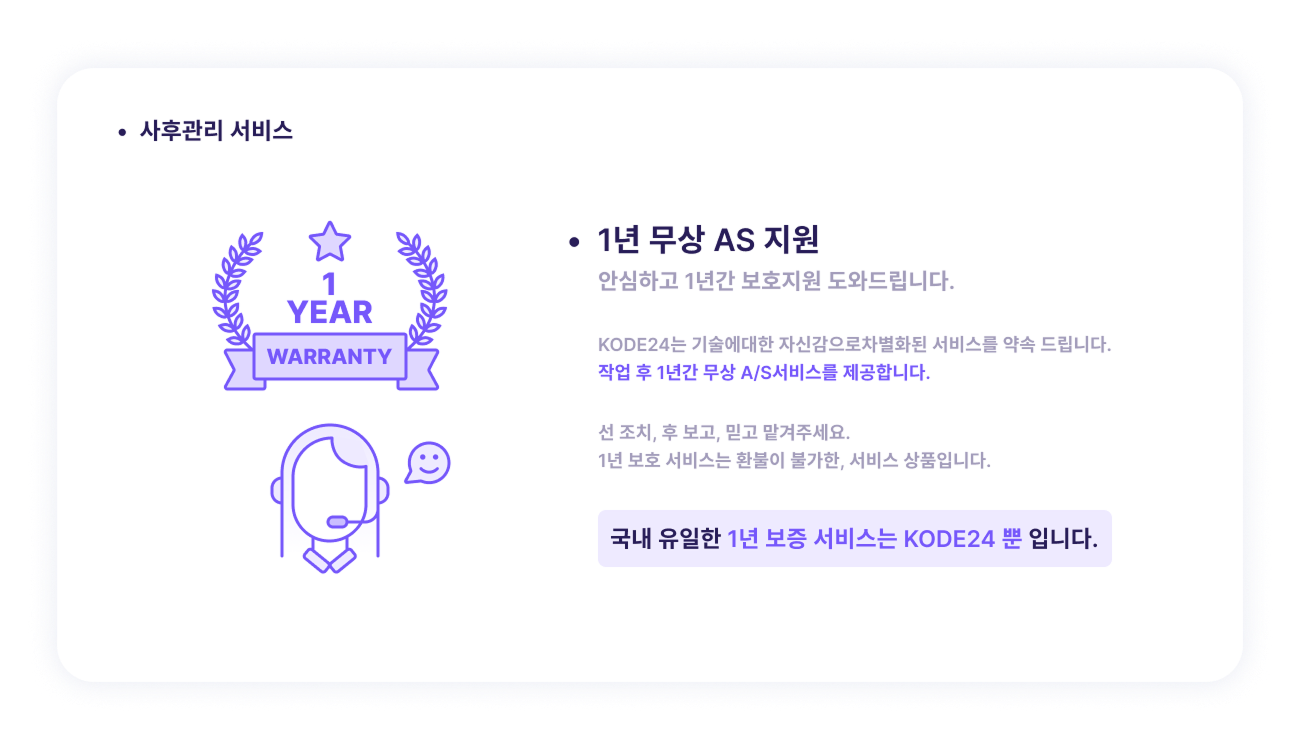 • 사후관리 서비스
1
YEAR
WARRANTY
• 1년 무상 AS 지원
안심하고 1년간 보호지원 도와드립니다.
KODE24는 기술에대한 자신감으로차별화된 서비스를 약속 드립니다.
작업 후 1년간 무상 A/S서비스를 제공합니다.
선 조치, 후 보고, 믿고 맡겨주세요.
1년 보호 서비스는 환불이 불가한, 서비스 상품입니다.
국내 유일한 1년 보증 서비스는 KODE24 뿐 입니다.